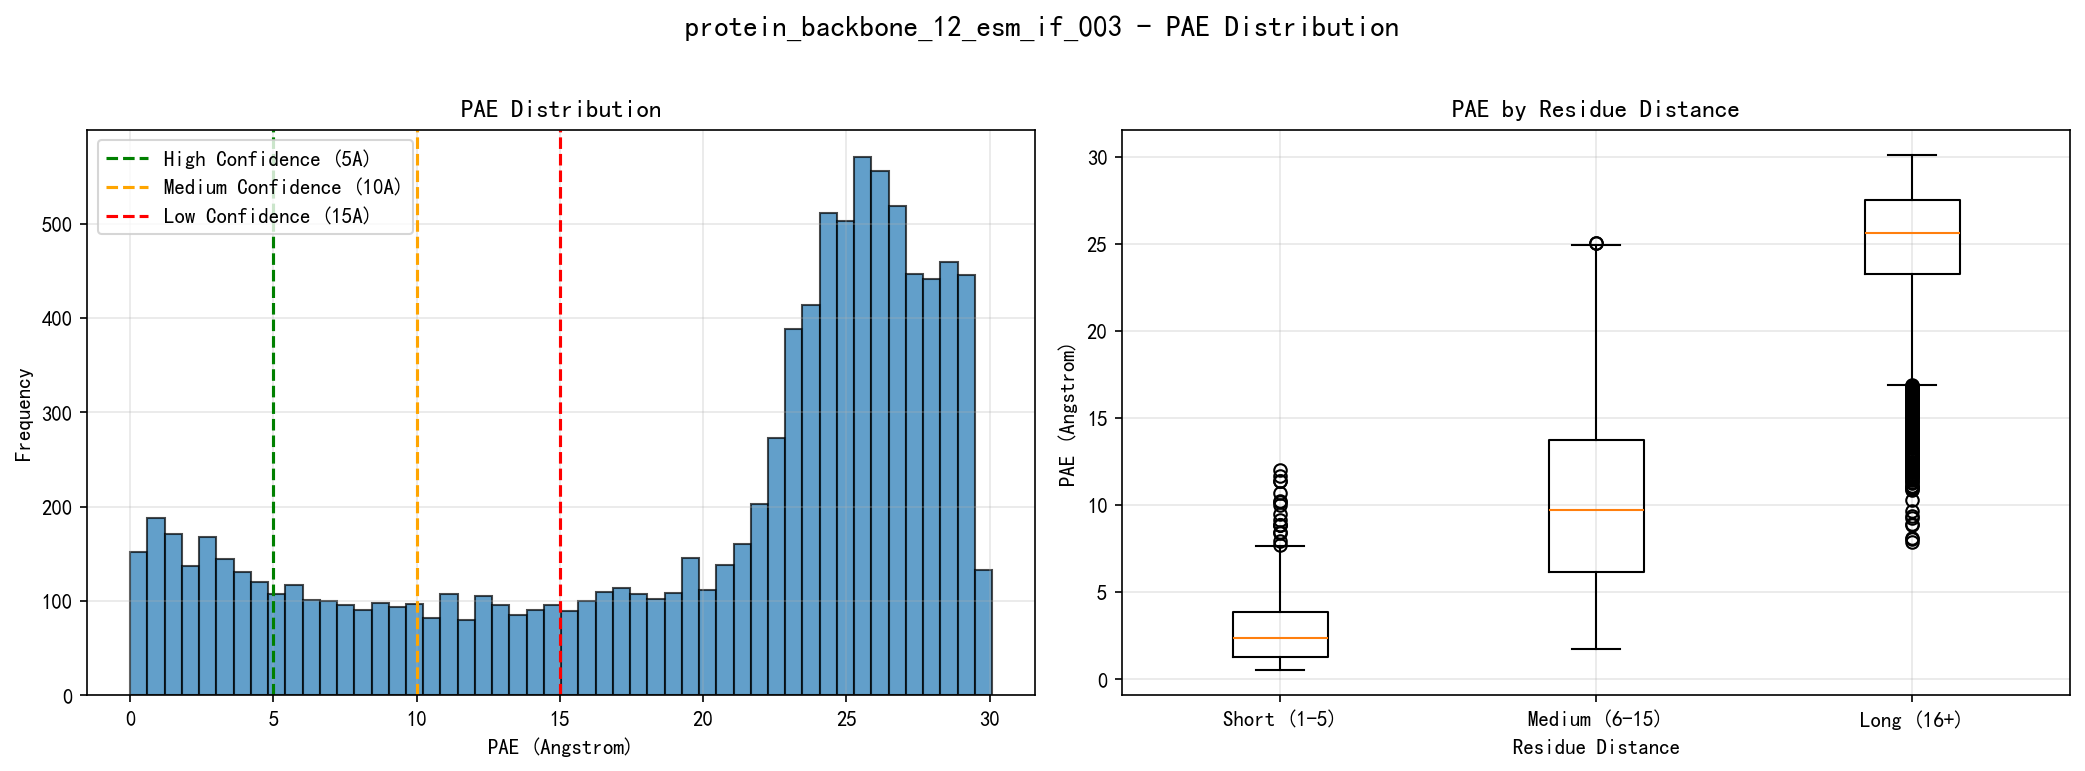 protein_backbone_12_esm_if_003 - PAE Distribution
PAE Distribution
High Confidence (5A)
Medium Confidence (10A)
Low Confidence (15A)
Frequency
500
400
300
200
100
0
0 5 10 15 20 25 30
PAE (Angstrom)
PAE by Residue Distance
PAE (Angstrom)
30
25
20
15
10
5
0
Short (1-5) Medium (6-15) Long (16+)
Residue Distance